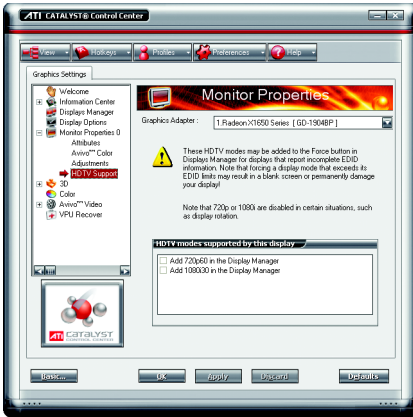 ATI CATALYST® Control Center
View
Hotkeys
Profiles
Preferences
Help
Graphics Settings
Welcome
Information Center
Displays Manager
Display Options
Monitor Properties 0
Attributes
Avivo™ Color
Adjustments
HDTV Support
3D
Color
Avivo™ Video
VPU Recover
Monitor Properties
Graphics Adapter :
1.Radeon X1650 Series [ GD-1904BP ]
These HDTV modes may be added to the Force button in
Displays Manager for displays that report incomplete EDID
information. Note that forcing a display mode that exceeds its
EDID limits may result in a blank screen or permanently damage
your display!
Note that 720p or 1080i are disabled in certain situations, such
as display rotation.
HDTV modes supported by this display
Add 720p60 in the Display Manager
Add 1080i30 in the Display Manager
ATI CATALYST
CONTROL CENTER
Basic...
OK
Apply
Discard
Defaults